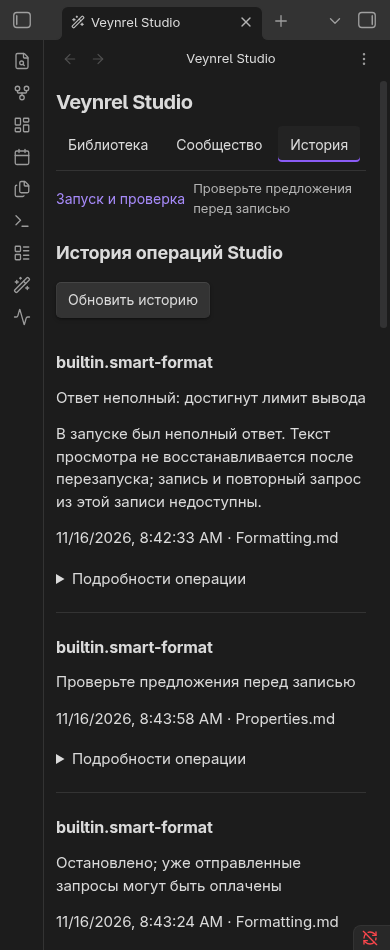 Veynrel Studio
Veynrel Studio
Veynrel Studio
Библиотека Сообщество История
Запуск и проверка Проверьте предложения
перед записью
История операций Studio
Обновить историю
builtin.smart-format
Ответ неполный: достигнут лимит вывода
В запуске был неполный ответ. Текст
просмотра не восстанавливается после
перезапуска; запись и повторный запрос
из этой записи недоступны.
11/16/2026, 8:42:33 AM · Formatting.md
Подробности операции
builtin.smart-format
Проверьте предложения перед записью
11/16/2026, 8:43:58 AM · Properties.md
Подробности операции
builtin.smart-format
Остановлено; уже отправленные
запросы могут быть оплачены
11/16/2026, 8:43:24 AM · Formatting.md